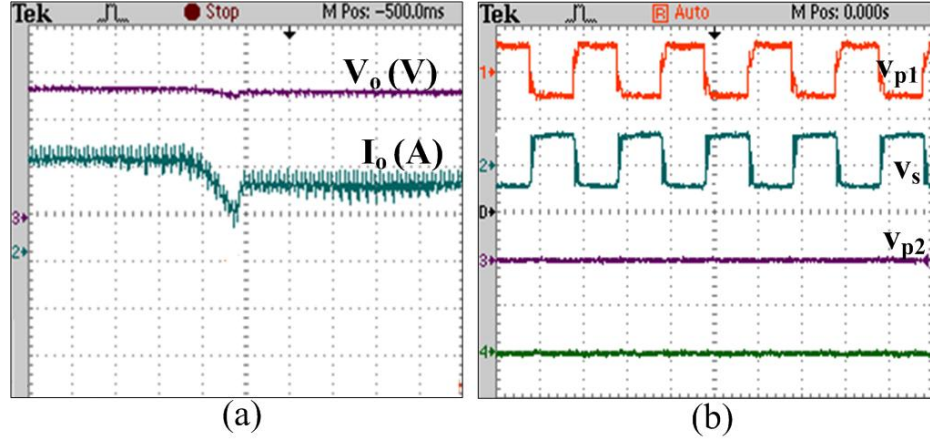 Tek Stop M Pos: -500.0ms
Vo (V)
Io (A)
3
2
(a)
Tek R Auto M Pos: 0.000s
1
Vp1
2
Vs
D
Vp2
3
4
(b)